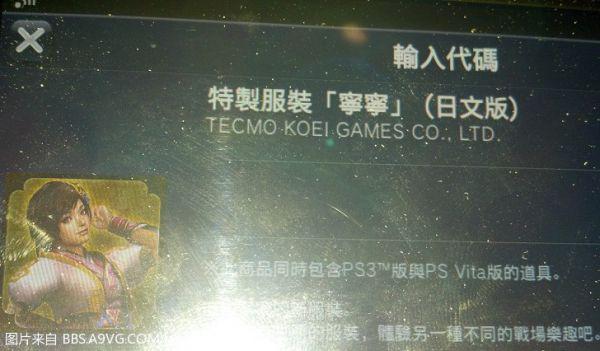 輸入代碼
特製服裝「寧寧」(日文版)
TECMO KOEI GAMES CO., LTD.
※此商品同時包含PS3™版與PS Vita版的道具。
服裝。
的服裝，體驗另一種不同的戰場樂趣吧。
图片来自 BBS.A9VG.COM